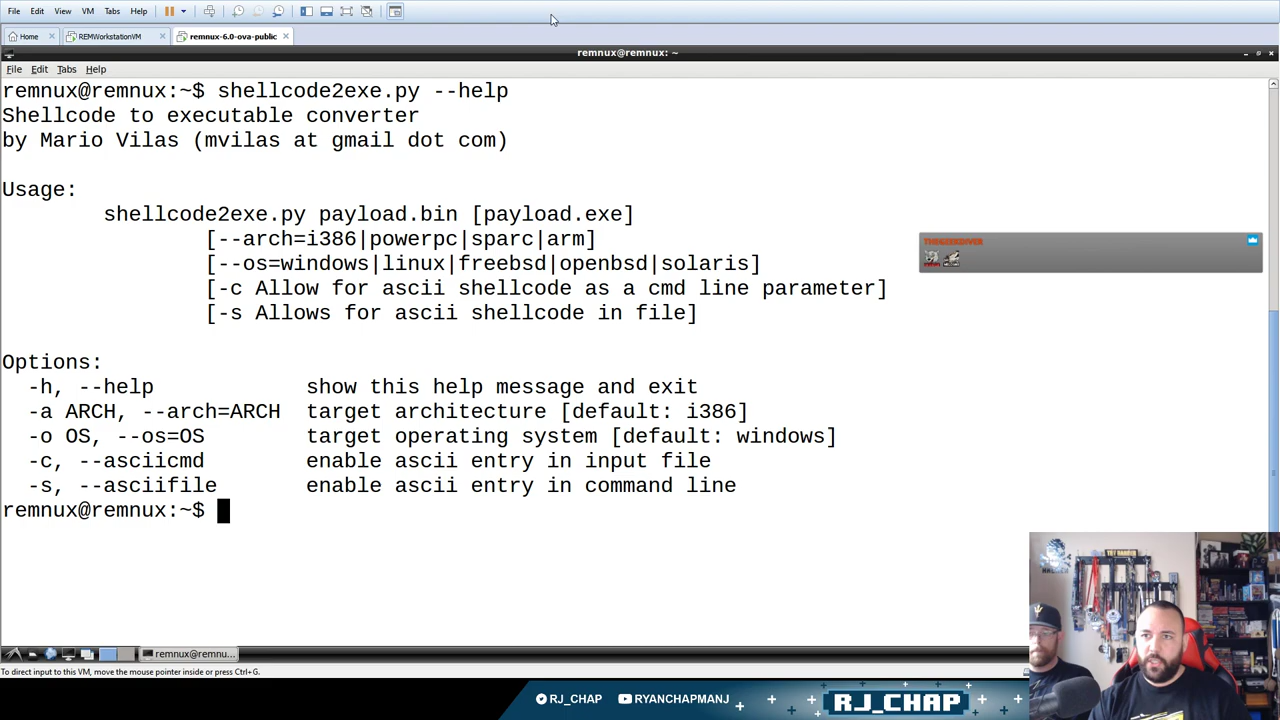 File Edit View VM Tabs Help
Home
REMWorkstationVM
remnux-6.0-ova-public
remnux@remnux: ~
File Edit Tabs Help
remnux@remnux:~$ shellcode2exe.py --help
Shellcode to executable converter
by Mario Vilas (mvilas at gmail dot com)
Usage:
shellcode2exe.py payload.bin [payload.exe]
[--arch=i386|powerpc|sparc|arm]
[--os=windows|linux|freebsd|openbsd|solaris]
[-c Allow for ascii shellcode as a cmd line parameter]
[-s Allows for ascii shellcode in file]
THEGEEKDIVER
Options:
-h, --help show this help message and exit
-a ARCH, --arch=ARCH target architecture [default: i386]
-o OS, --os=OS target operating system [default: windows]
-c, --asciicmd enable ascii entry in input file
-s, --asciifile enable ascii entry in command line
remnux@remnux:~$
remnux@remnu...
To direct input to this VM, move the mouse pointer inside or press Ctrl+G.
RJ_CHAP
RYANCHAPMANJ
RJ_CHAP